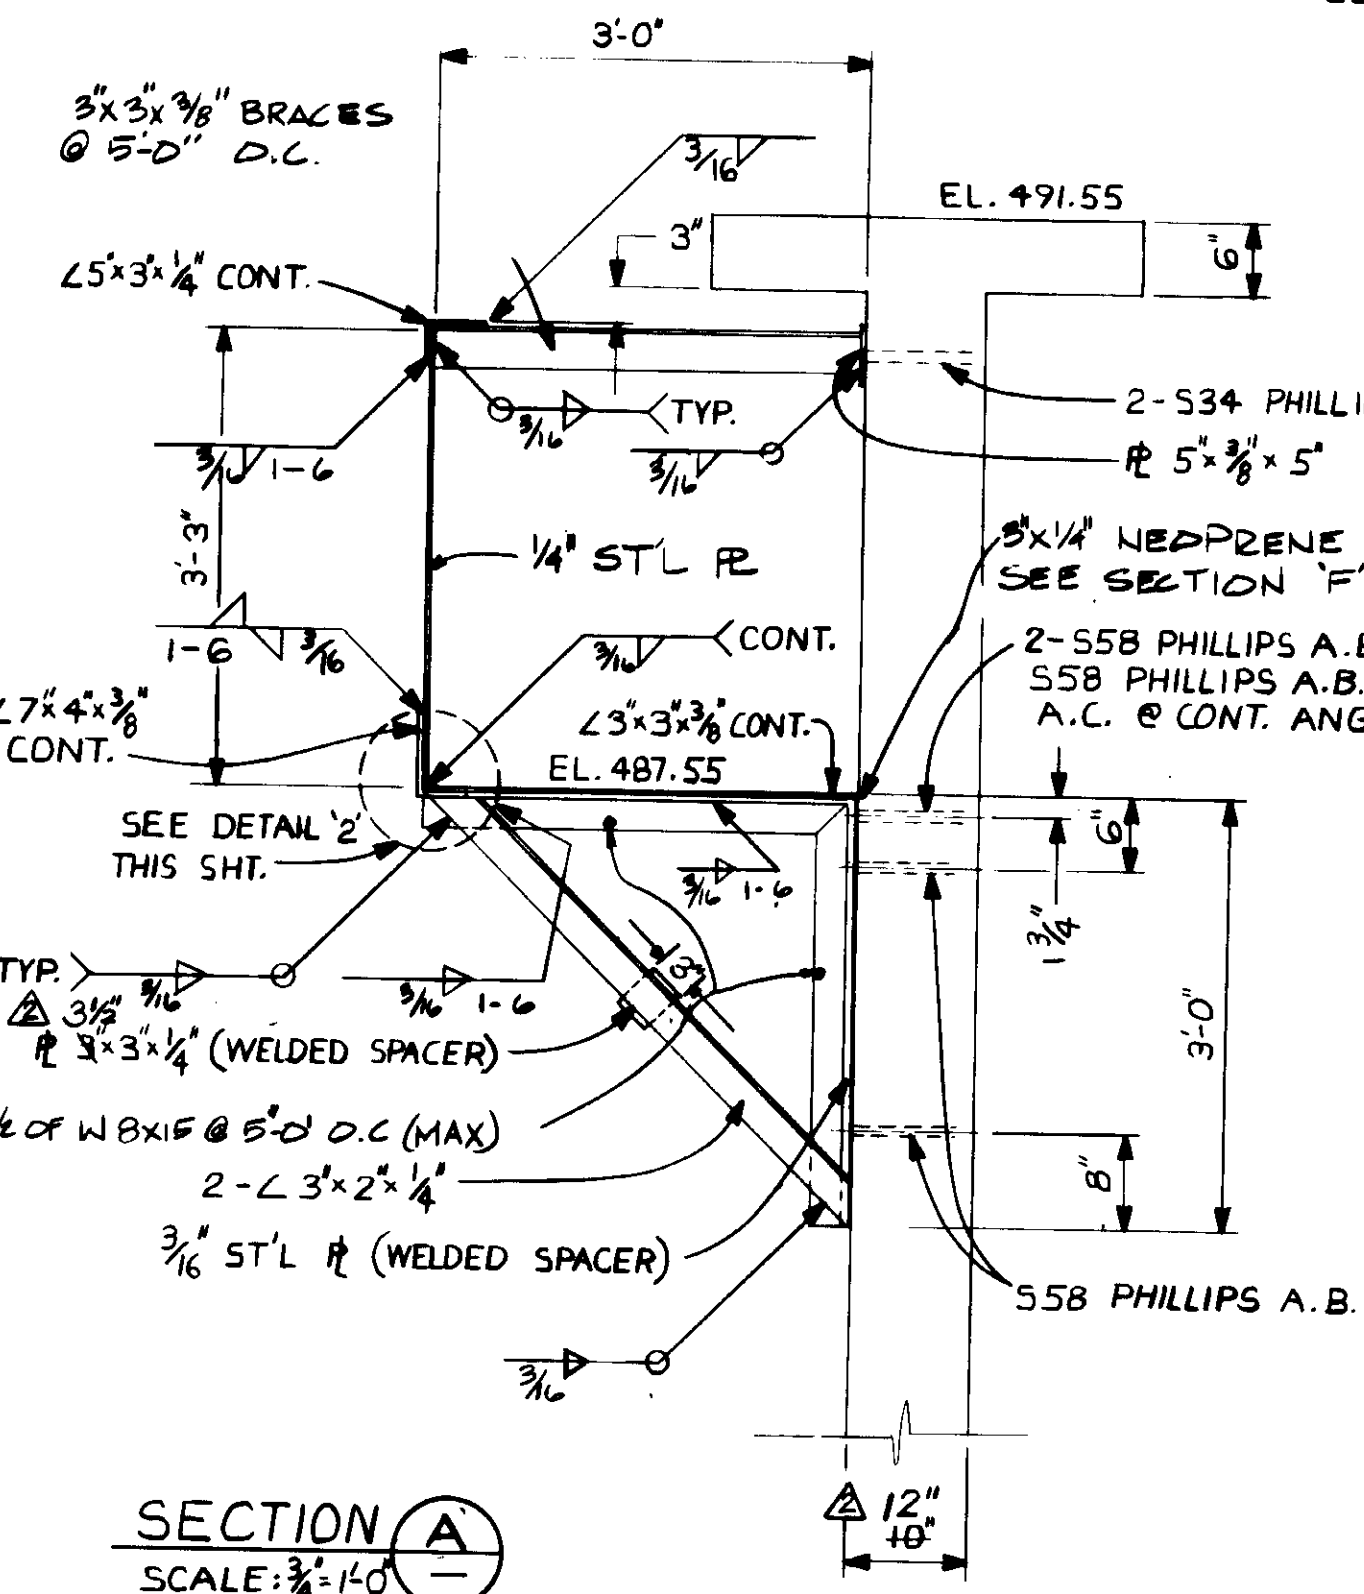 3'-0"
3"x3"x3/8" BRACES
@ 5'-0" O.C.
3/16
EL. 491.55
3"
6"
∠5"x3"x1/4" CONT.
3/16
TYP.
2-S34 PHILLI
3/16 1-6
3/16
PL 5"x3/8"x5"
3'-3"
1/4" ST'L PL
3"x1/4" NEOPRENE
SEE SECTION 'F'
1-6 3/16
3/16
CONT.
2-S58 PHILLIPS A.B
S58 PHILLIPS A.B.
A.C. @ CONT. ANG
∠7"x4"x3/8"
CONT.
∠3"x3"x3/8" CONT.
EL. 487.55
SEE DETAIL '2'
THIS SHT.
6"
3/16 1-6
1 3/4"
TYP.
3/16
3/16 1-6
3"
3'-0"
2 3 1/2"
PL 3"x3"x1/4" (WELDED SPACER)
1/2 OF W 8X15 @ 5'-0" O.C (MAX)
2-∠ 3"x2"x1/4"
8"
3/16" ST'L PL (WELDED SPACER)
S58 PHILLIPS A.B.
3/16
2 12"
10"
SECTION A
SCALE: 3/4"=1'-0"